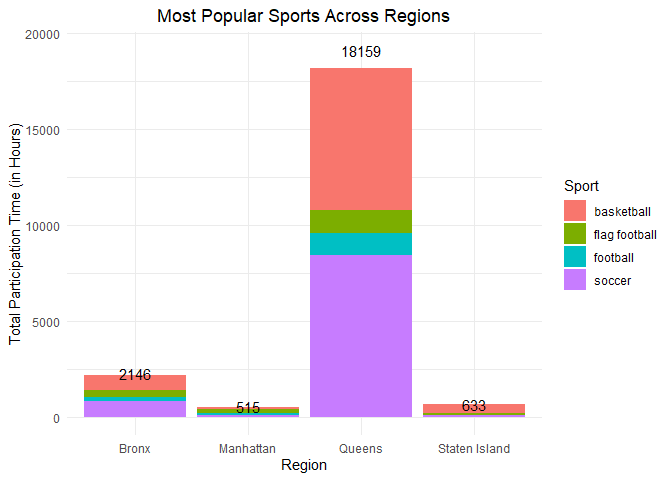 Most Popular Sports Across Regions
Total Participation Time (in Hours)
20000
15000
10000
5000
0
2146
515
18159
633
Bronx
Manhattan
Queens
Staten Island
Region
Sport
basketball
flag football
football
soccer